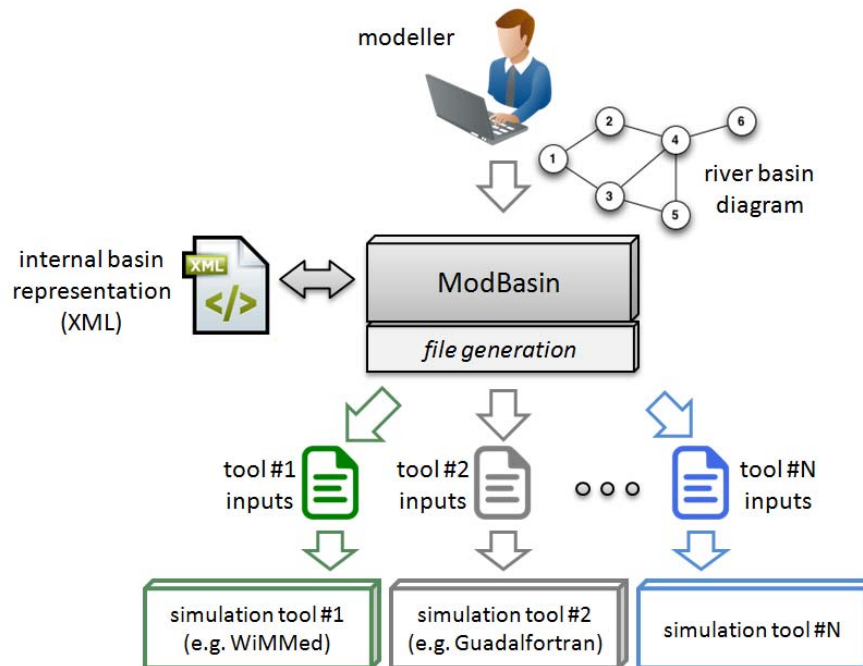 modeller
2
6
4
1
3
5
river basin
diagram
internal basin
representation
(XML)
XML
</>
ModBasin
file generation
tool #1
inputs
tool #2
inputs
tool #N
inputs
simulation tool #1
(e.g. WiMMed)
simulation tool #2
(e.g. Guadalfortran)
simulation tool #N